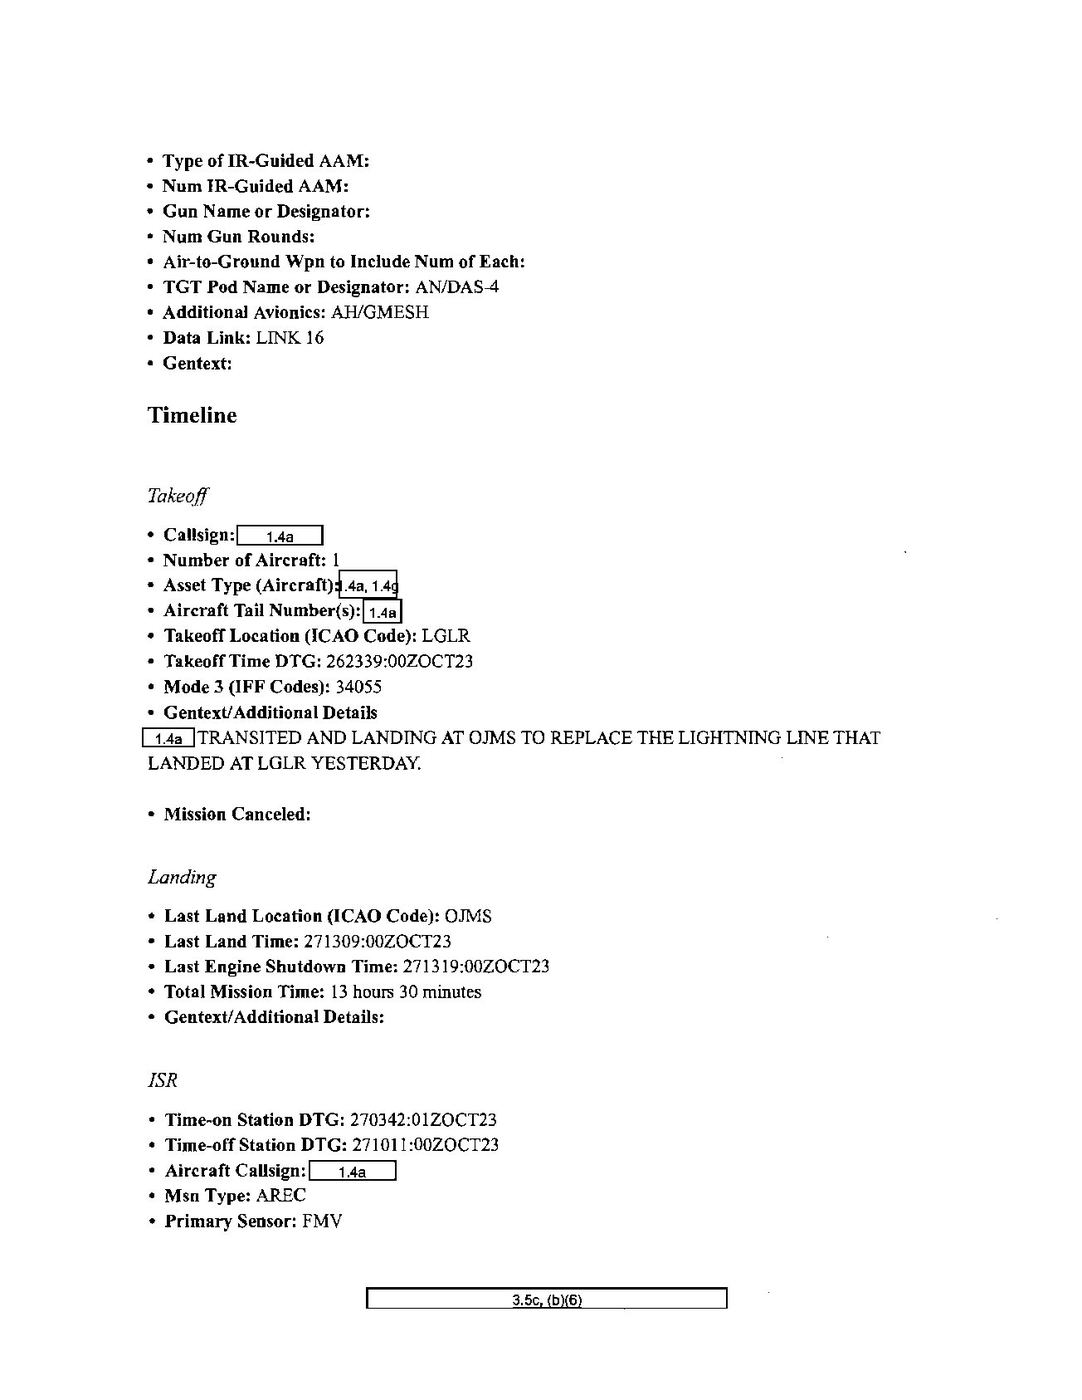 • Type of IR-Guided AAM:
• Num IR-Guided AAM:
• Gun Name or Designator:
• Num Gun Rounds:
• Air-to-Ground Wpn to Include Num of Each:
• TGT Pod Name or Designator: AN/DAS-4
• Additional Avionics: AH/GMESH
• Data Link: LINK 16
• Gentext:
Timeline
Takeoff
• Callsign: 1.4a
• Number of Aircraft: 1
• Asset Type (Aircraft): 1.4a, 1.4g
• Aircraft Tail Number(s): 1.4a
• Takeoff Location (ICAO Code): LGLR
• Takeoff Time DTG: 262339:00ZOCT23
• Mode 3 (IFF Codes): 34055
• Gentext/Additional Details
1.4a TRANSITED AND LANDING AT OJMS TO REPLACE THE LIGHTNING LINE THAT
LANDED AT LGLR YESTERDAY.
• Mission Canceled:
Landing
• Last Land Location (ICAO Code): OJMS
• Last Land Time: 271309:00ZOCT23
• Last Engine Shutdown Time: 271319:00ZOCT23
• Total Mission Time: 13 hours 30 minutes
• Gentext/Additional Details:
ISR
• Time-on Station DTG: 270342:01ZOCT23
• Time-off Station DTG: 271011:00ZOCT23
• Aircraft Callsign: 1.4a
• Msn Type: AREC
• Primary Sensor: FMV
3.5c, (b)(6)